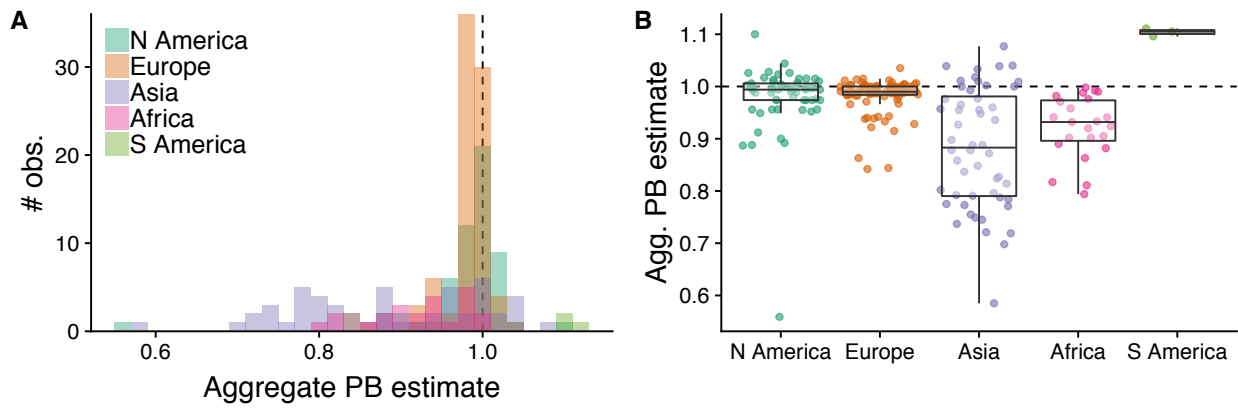 A
N America
Europe
Asia
Africa
S America
# obs.
30
20
10
0
0.6
0.8
1.0
Aggregate PB estimate
B
Agg. PB estimate
1.1
1.0
0.9
0.8
0.7
0.6
N America
Europe
Asia
Africa
S America